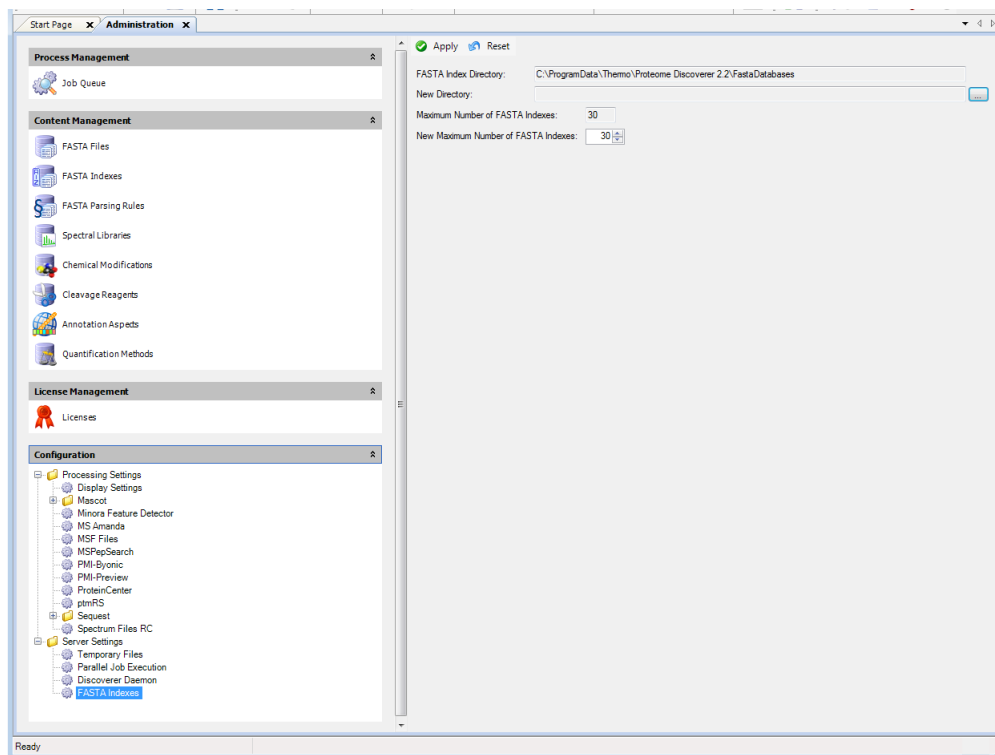 Start Page x Administration x
Process Management
Job Queue
Content Management
FASTA Files
FASTA Indexes
FASTA Parsing Rules
Spectral Libraries
Chemical Modifications
Cleavage Reagents
Annotation Aspects
Quantification Methods
License Management
Licenses
Configuration
Processing Settings
Display Settings
Mascot
Minora Feature Detector
MS Amanda
MSF Files
MSPepSearch
PMI-Byonic
PMI-Preview
ProteinCenter
ptmRS
Sequest
Spectrum Files RC
Server Settings
Temporary Files
Parallel Job Execution
Discoverer Daemon
FASTA Indexes
Apply Reset
FASTA Index Directory: C:\ProgramData\Thermo\Proteome Discoverer 2.2\FastaDatabases
New Directory: ...
Maximum Number of FASTA Indexes: 30
New Maximum Number of FASTA Indexes: 30
Ready